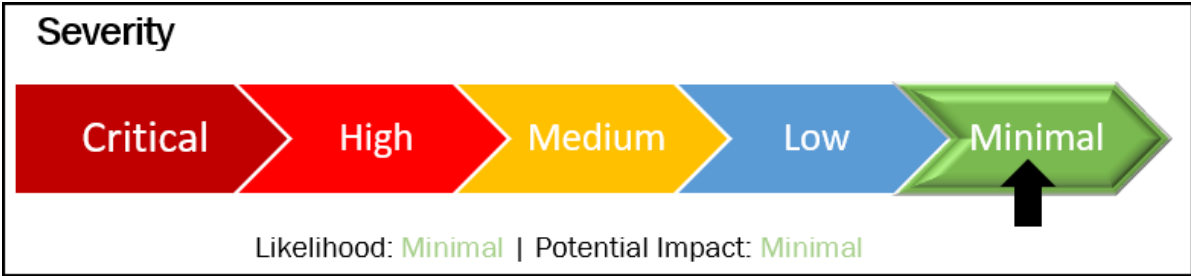 Severity
Critical High Medium Low Minimal
Likelihood: Minimal | Potential Impact: Minimal